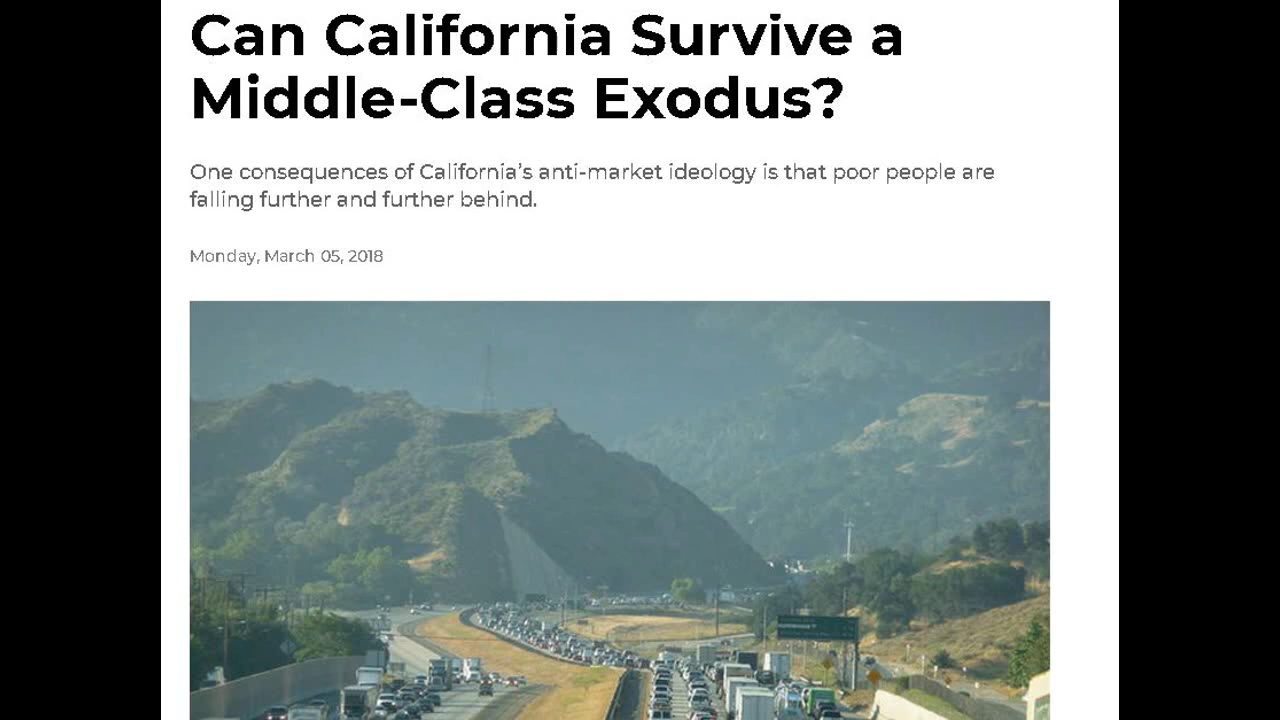 Can California Survive a
Middle-Class Exodus?
One consequences of California’s anti-market ideology is that poor people are
falling further and further behind.
Monday, March 05, 2018